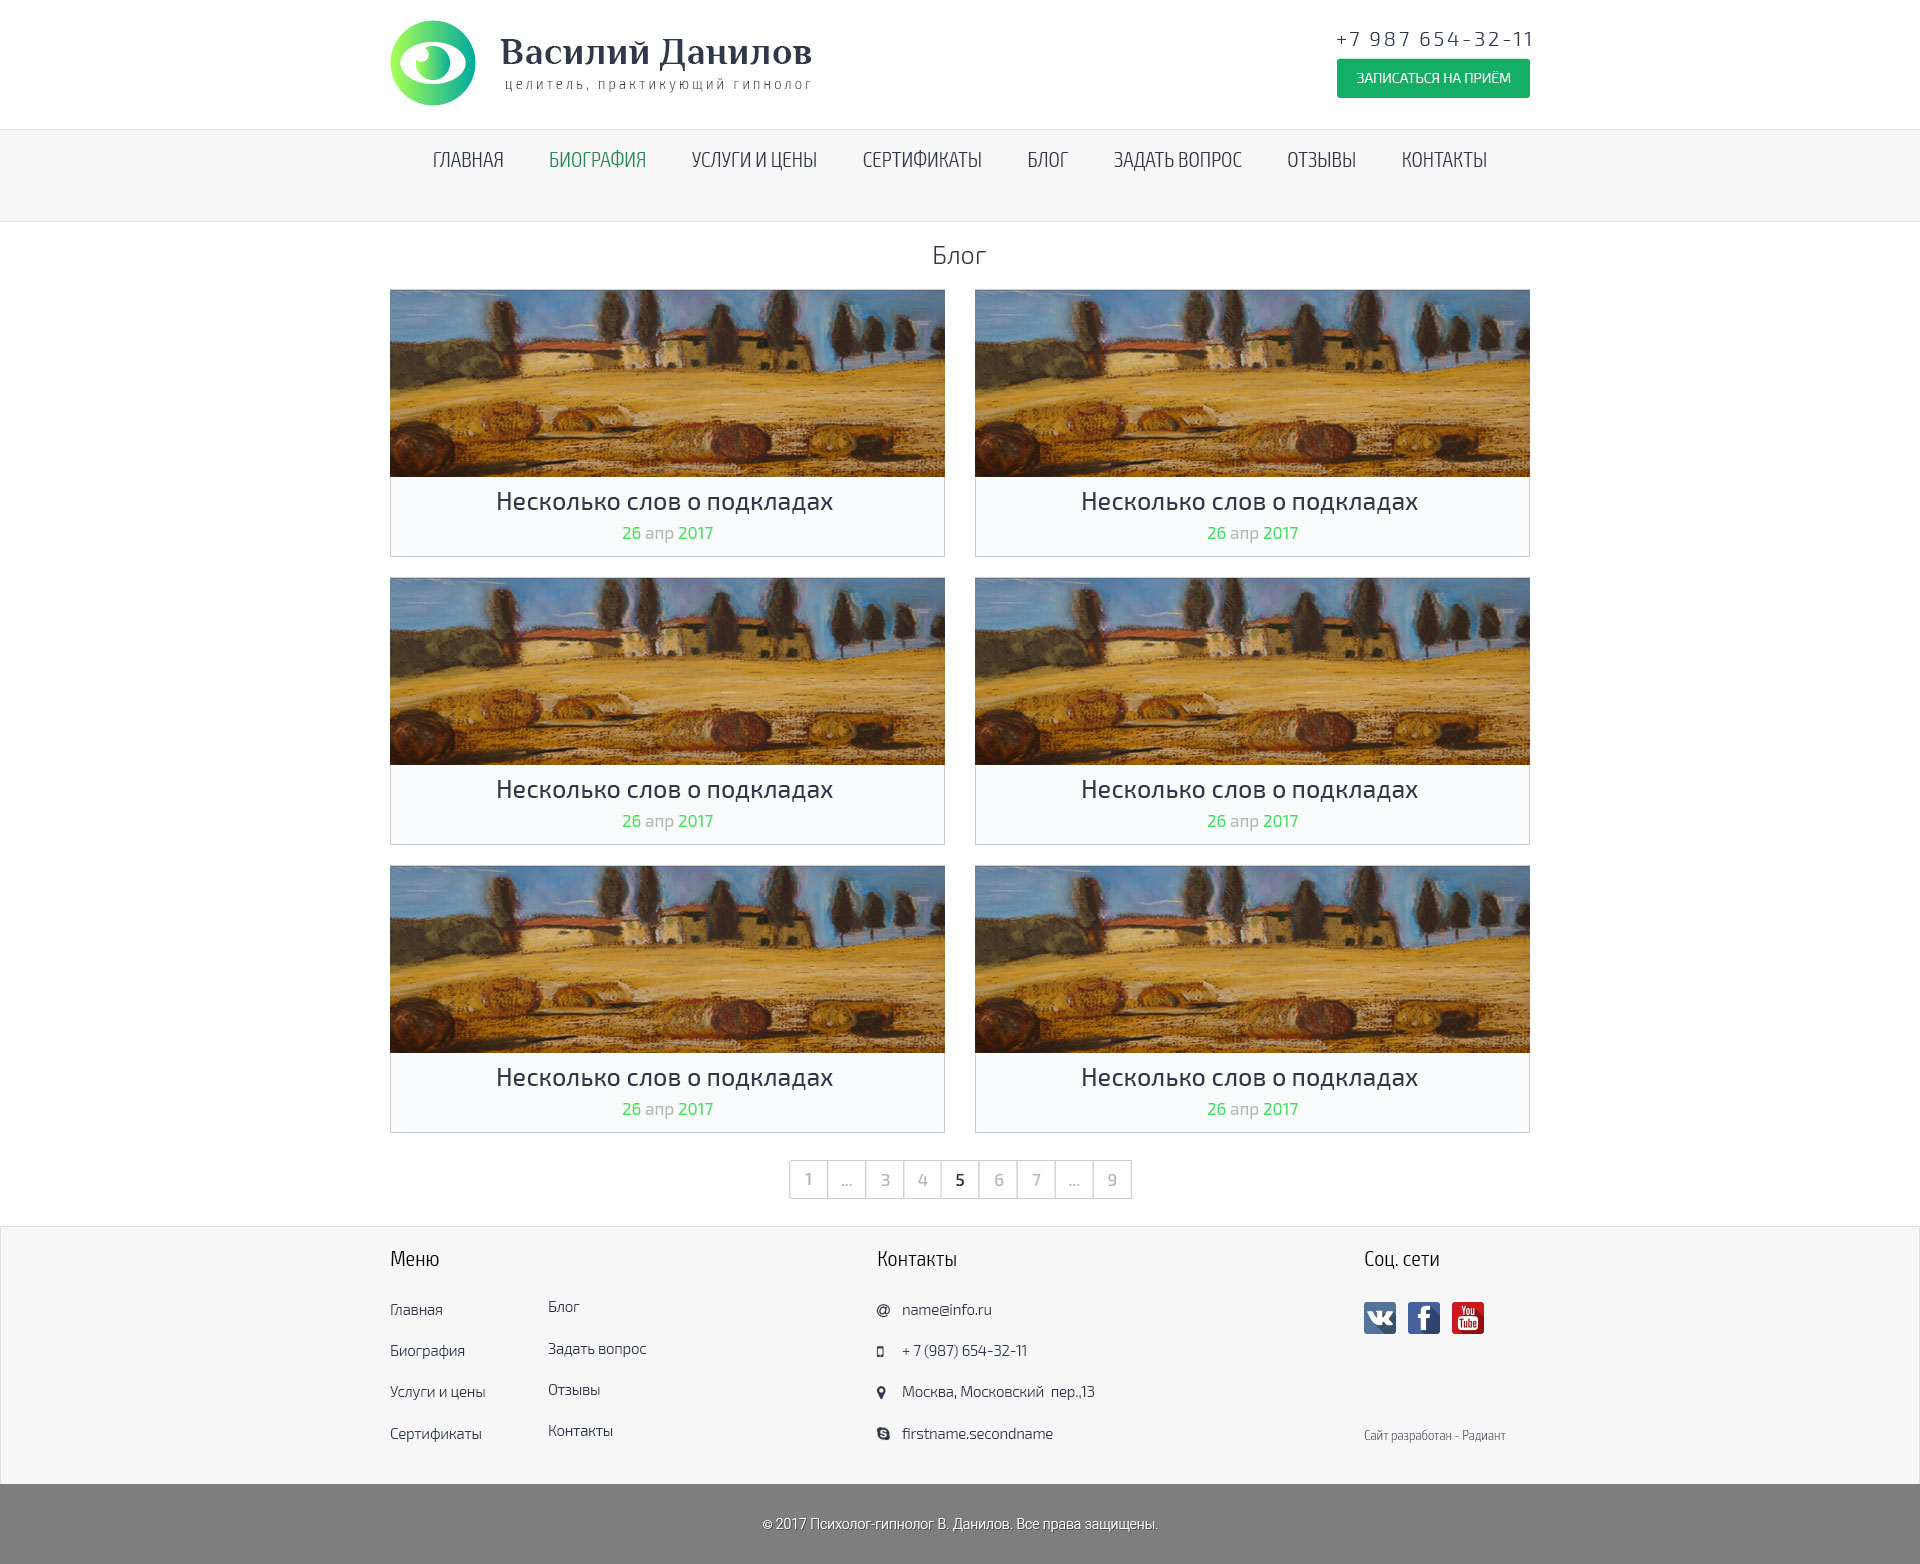 Василий Данилов
целитель, практикующий гипнолог
+7 987 654-32-11
ЗАПИСАТЬСЯ НА ПРИЁМ
ГЛАВНАЯ БИОГРАФИЯ УСЛУГИ И ЦЕНЫ СЕРТИФИКАТЫ БЛОГ ЗАДАТЬ ВОПРОС ОТЗЫВЫ КОНТАКТЫ
Блог
Несколько слов о подкладах
26 апр 2017
Несколько слов о подкладах
26 апр 2017
Несколько слов о подкладах
26 апр 2017
Несколько слов о подкладах
26 апр 2017
Несколько слов о подкладах
26 апр 2017
Несколько слов о подкладах
26 апр 2017
1 ... 3 4 5 6 7 ... 9
Меню
Главная
Биография
Услуги и цены
Сертификаты
Блог
Задать вопрос
Отзывы
Контакты
Контакты
name@info.ru
+ 7 (987) 654-32-11
Москва, Московский  пер.,13
firstname.secondname
Соц. сети
You
Tube
Сайт разработан - Радиант
© 2017 Психолог-гипнолог В. Данилов. Все права защищены.